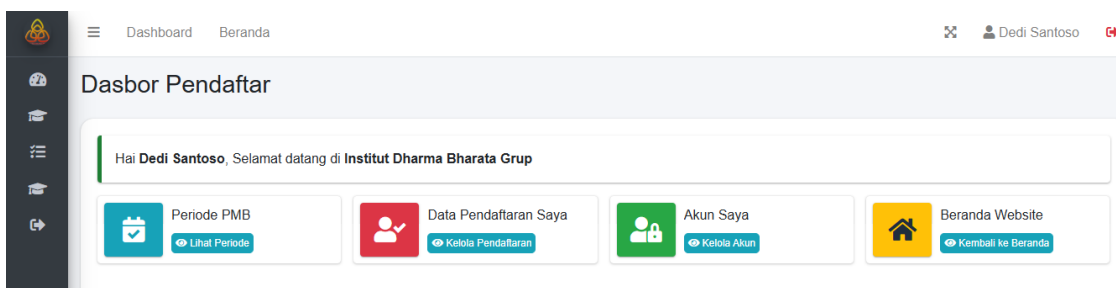 Dashboard Beranda Dedi Santoso
Dasbor Pendaftar
Hai Dedi Santoso, Selamat datang di Institut Dharma Bharata Grup
Periode PMB
Lihat Periode
Data Pendaftaran Saya
Kelola Pendaftaran
Akun Saya
Kelola Akun
Beranda Website
Kembali ke Beranda